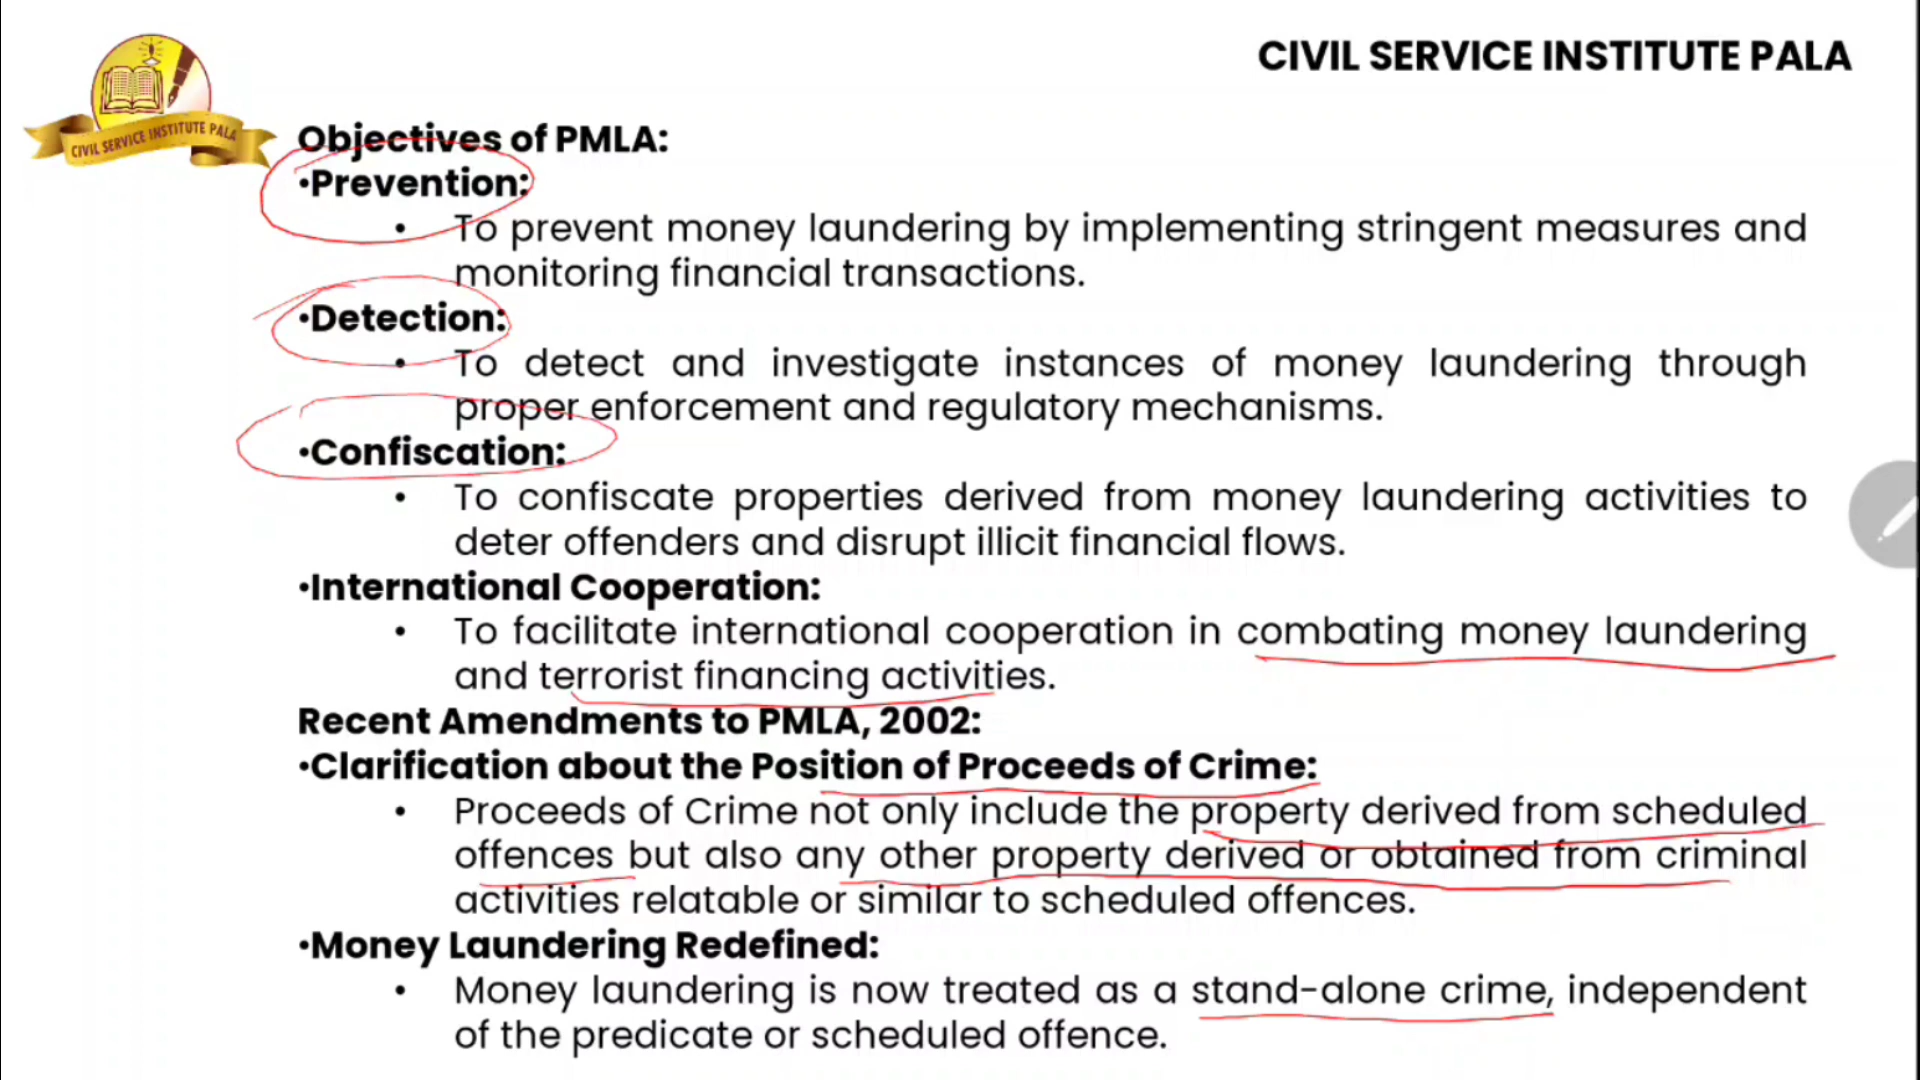 CIVIL SERVICE INSTITUTE PALA
CIVIL SERVICE INSTITUTE PALA
Objectives of PMLA:
•Prevention:
• To prevent money laundering by implementing stringent measures and
monitoring financial transactions.
•Detection:
• To detect and investigate instances of money laundering through
proper enforcement and regulatory mechanisms.
•Confiscation:
• To confiscate properties derived from money laundering activities to
deter offenders and disrupt illicit financial flows.
•International Cooperation:
• To facilitate international cooperation in combating money laundering
and terrorist financing activities.
Recent Amendments to PMLA, 2002:
•Clarification about the Position of Proceeds of Crime:
• Proceeds of Crime not only include the property derived from scheduled
offences but also any other property derived or obtained from criminal
activities relatable or similar to scheduled offences.
•Money Laundering Redefined:
• Money laundering is now treated as a stand-alone crime, independent
of the predicate or scheduled offence.